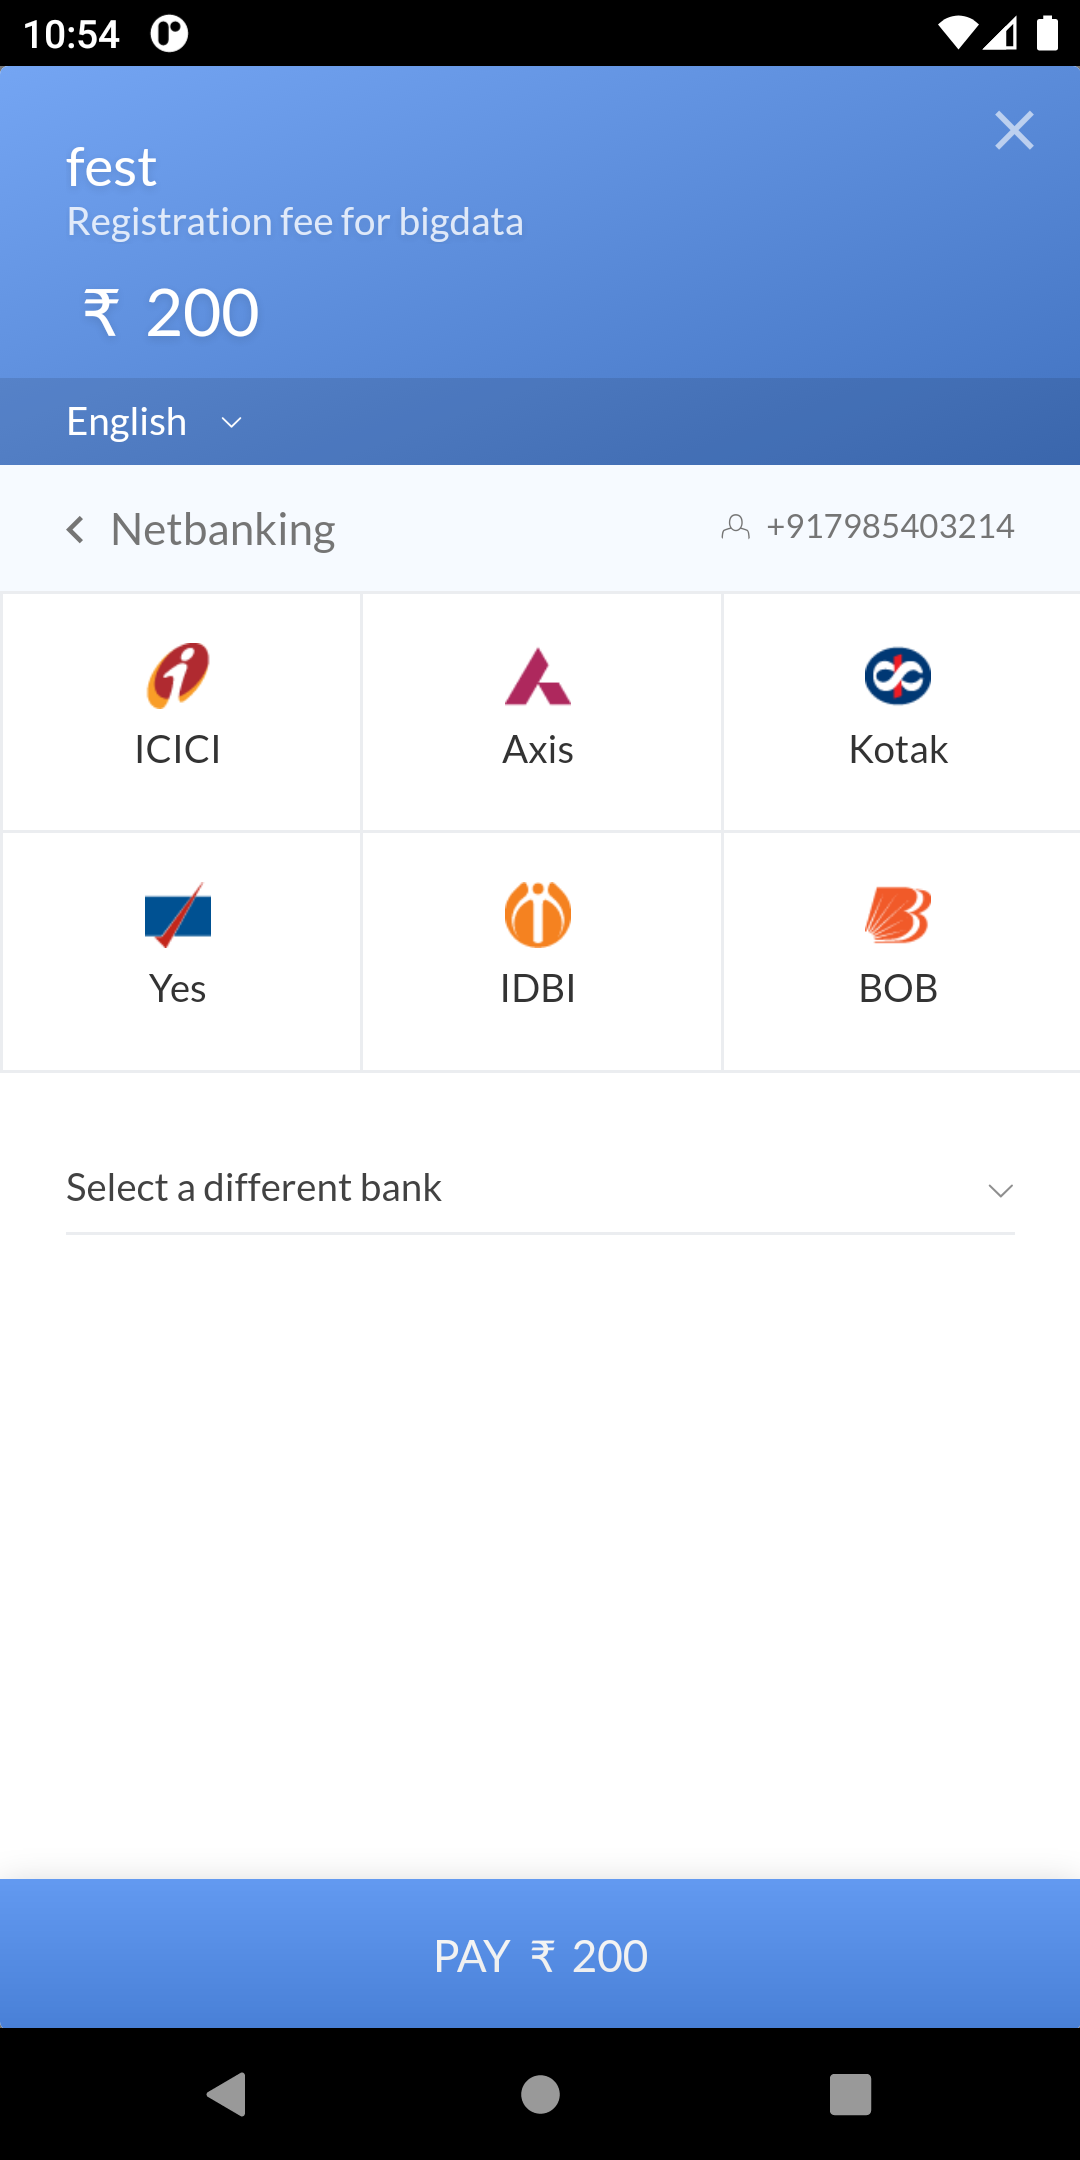 10:54
fest
Registration fee for bigdata
₹ 200
English
Netbanking +917985403214
ICICI Axis Kotak
Yes IDBI BOB
Select a different bank
PAY ₹ 200